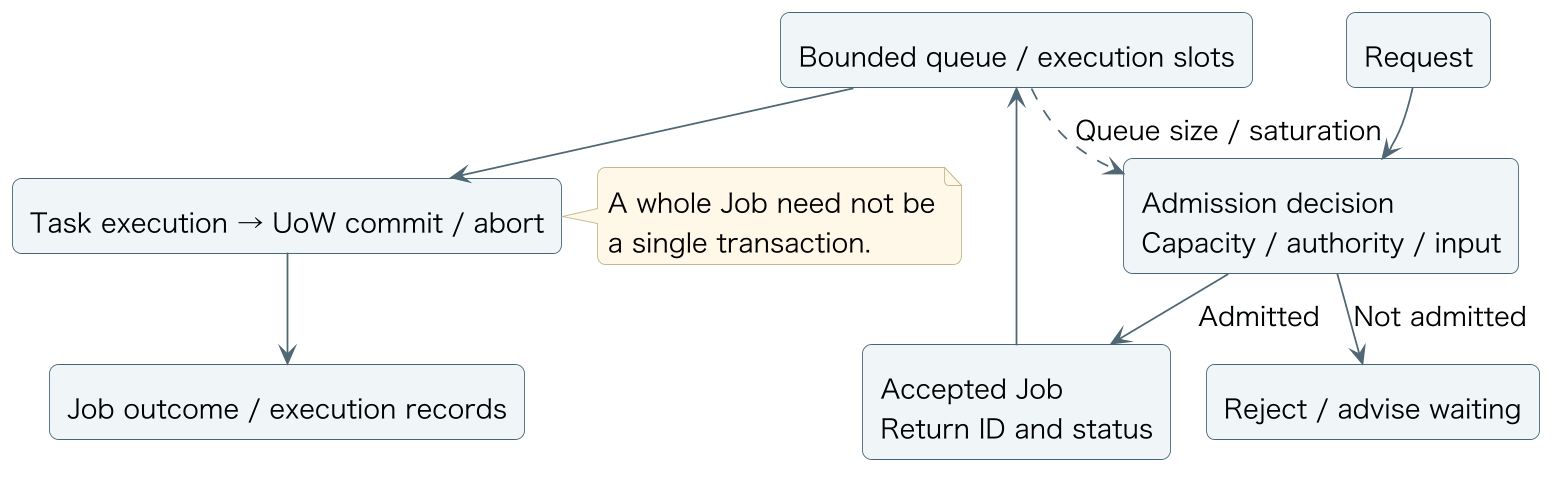 Bounded queue / execution slots
Request
Queue size / saturation
Task execution → UoW commit / abort
A whole Job need not be
a single transaction.
Admission decision
Capacity / authority / input
Admitted
Not admitted
Job outcome / execution records
Accepted Job
Return ID and status
Reject / advise waiting